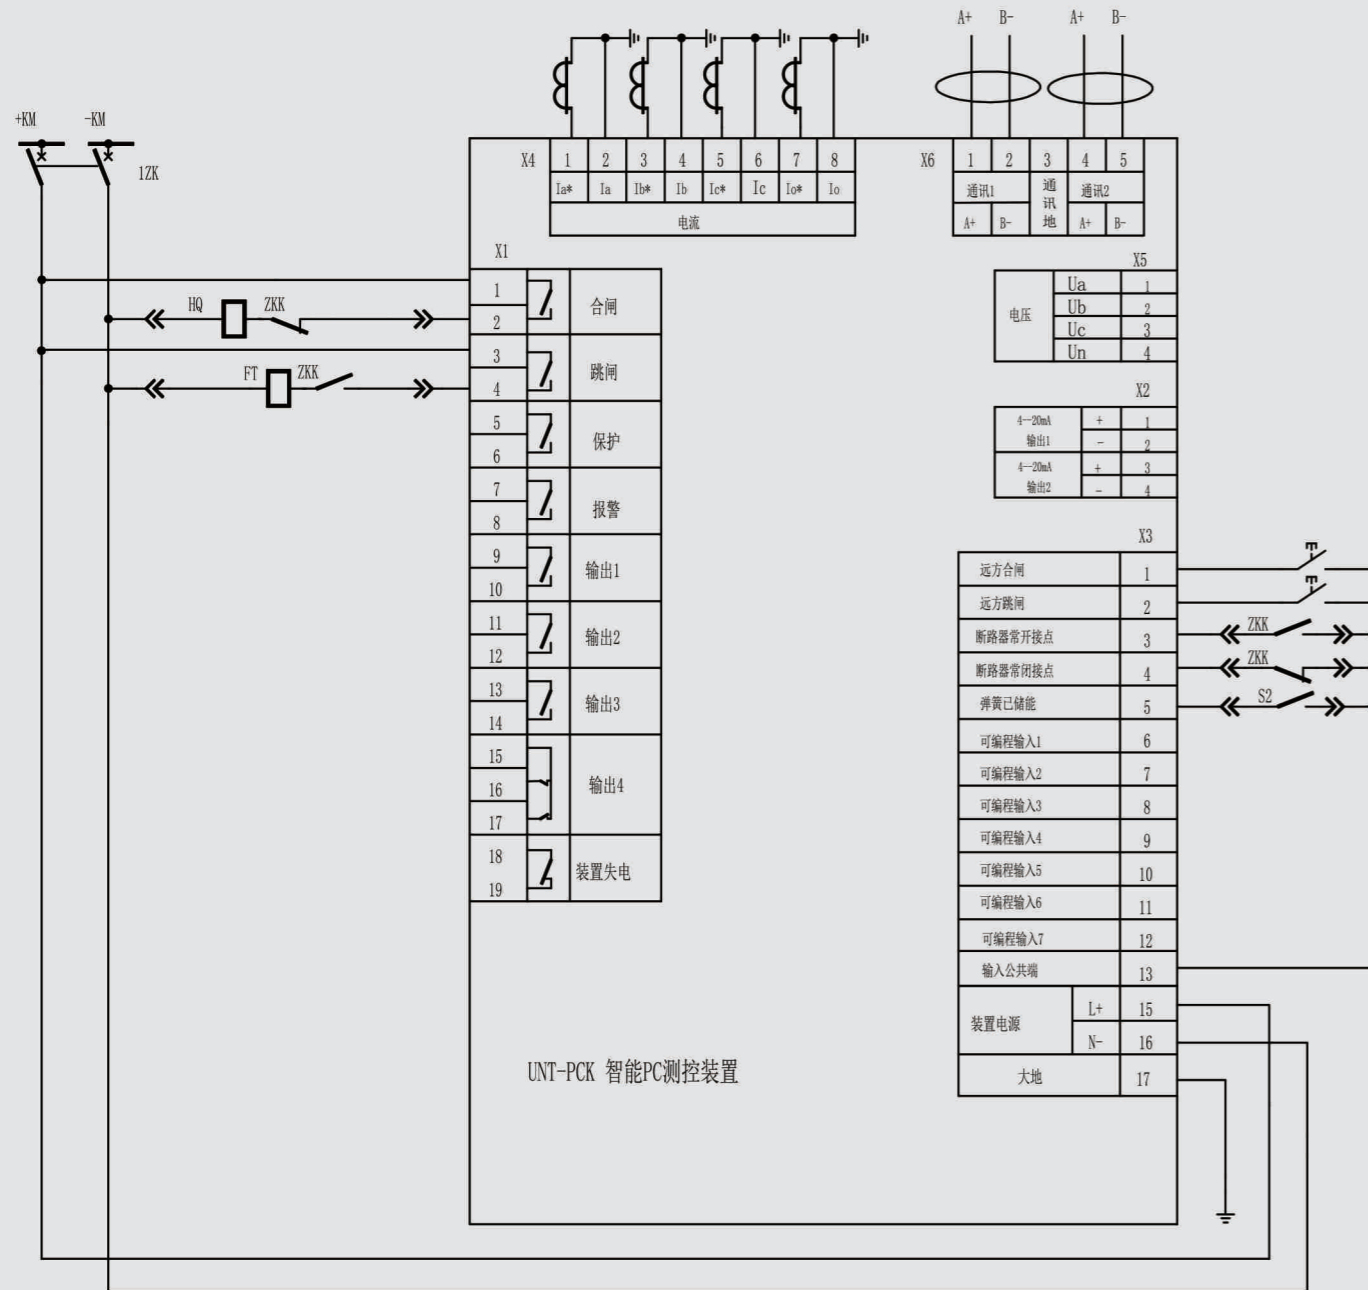 A+ B- A+ B-
+KM -KM
1ZK
X4 1 2 3 4 5 6 7 8
Ia* Ia Ib* Ib Ic* Ic Io* Io
电流
X6 1 2 3 4 5
通讯1 通讯地 通讯2
A+ B- A+ B-
X1
1
2
合闸
3
4
跳闸
5
6
保护
7
8
报警
9
10
输出1
11
12
输出2
13
14
输出3
15
16
17
输出4
18
19
装置失电
HQ ZKK
FT ZKK
X5
电压
Ua 1
Ub 2
Uc 3
Un 4
X2
4—20mA + 1
输出1 - 2
4—20mA + 3
输出2 - 4
X3
远方合闸 1
远方跳闸 2
断路器常开接点 3 ZKK
断路器常闭接点 4 ZKK
弹簧已储能 5 S2
可编程输入1 6
可编程输入2 7
可编程输入3 8
可编程输入4 9
可编程输入5 10
可编程输入6 11
可编程输入7 12
输入公共端 13
装置电源 L+ 15
N- 16
大地 17
UNT-PCK 智能PC测控装置